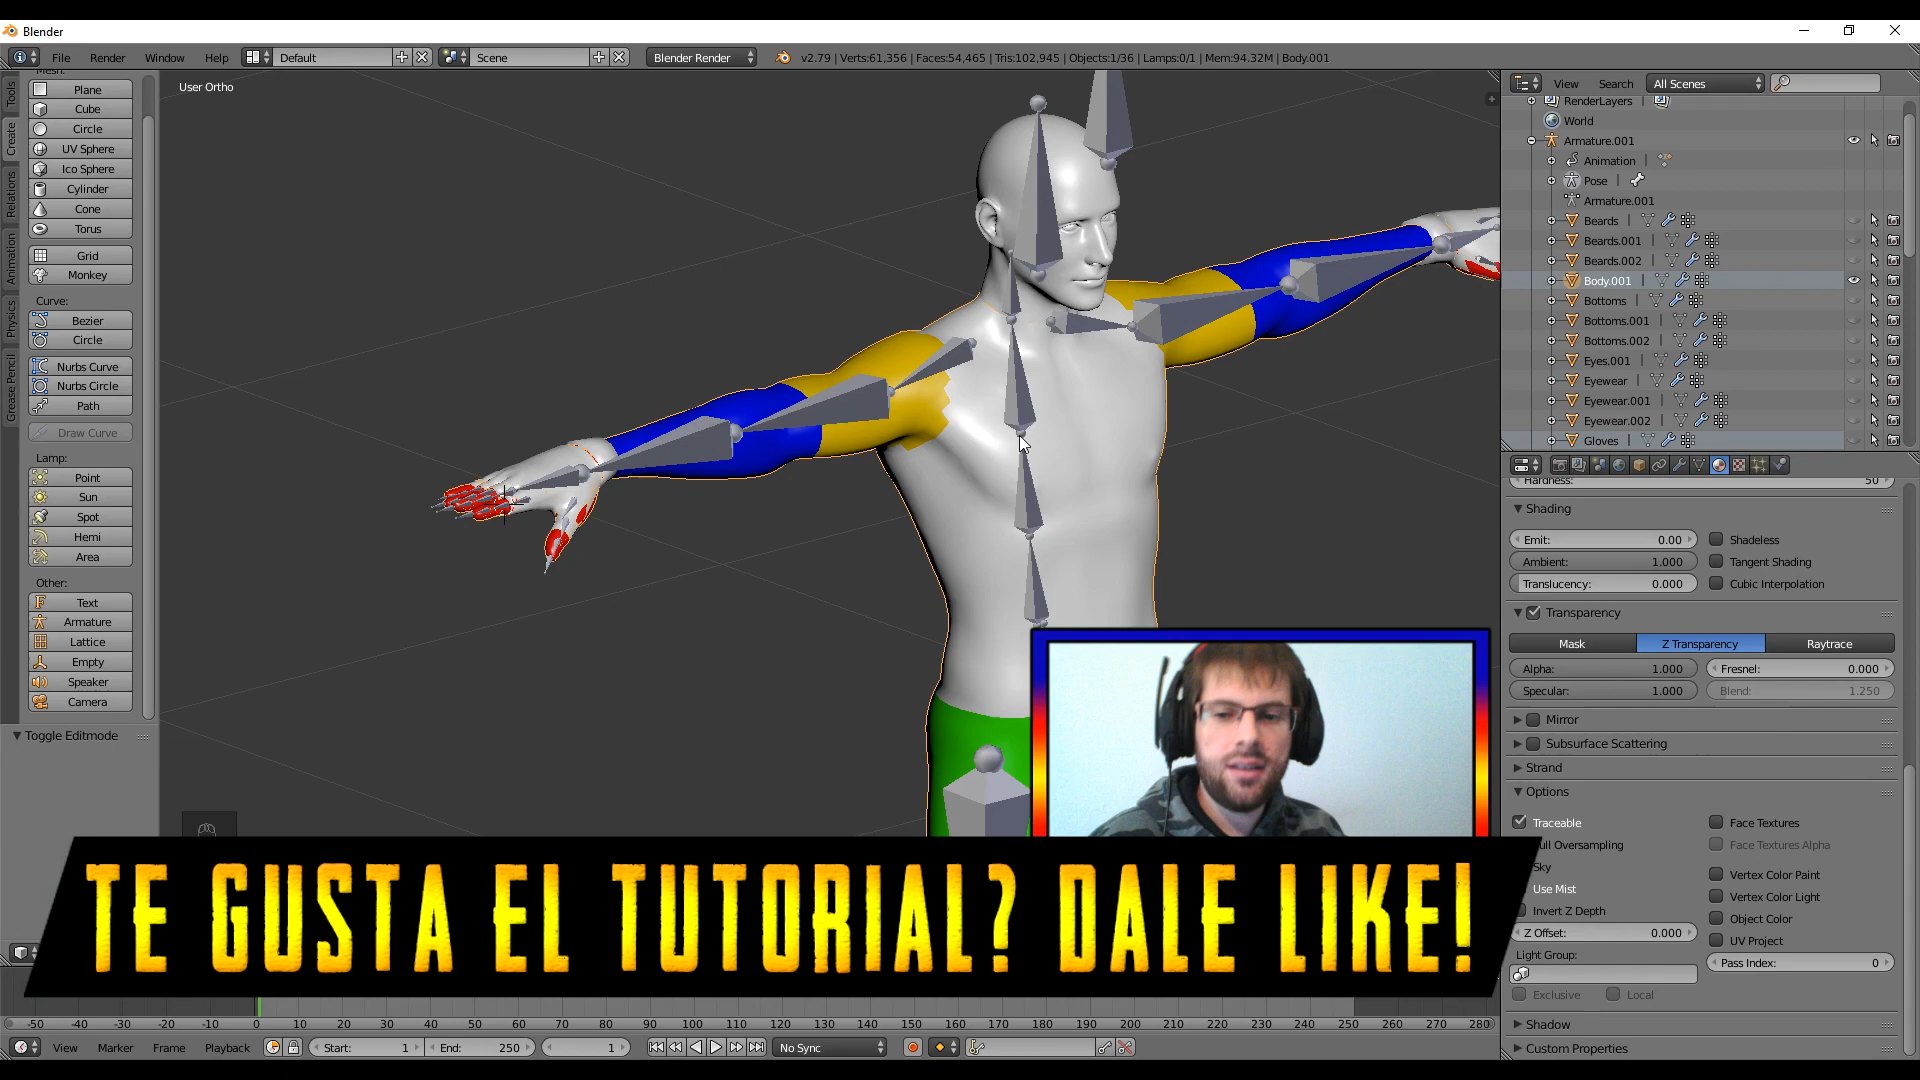 Blender
File Render Window Help Default Scene Blender Render v2.79 | Verts:61,356 | Faces:54,465 | Tris:102,945 | Objects:1/36 | Lamps:0/1 | Mem:94.32M | Body.001
Mesh:
Plane
Cube
Circle
UV Sphere
Ico Sphere
Cylinder
Cone
Torus
Grid
Monkey
Curve:
Bezier
Circle
Nurbs Curve
Nurbs Circle
Path
Draw Curve
Lamp:
Point
Sun
Spot
Hemi
Area
Other:
Text
Armature
Lattice
Empty
Speaker
Camera
Toggle Editmode
Tools
Create
Relations
Animation
Physics
Grease Pencil
User Ortho
View Search All Scenes
RenderLayers
World
Armature.001
Animation
Pose
Armature.001
Beards
Beards.001
Beards.002
Body.001
Bottoms
Bottoms.001
Bottoms.002
Eyes.001
Eyewear
Eyewear.001
Eyewear.002
Gloves
Hardness: 50
Shading
Emit: 0.00 Shadeless
Ambient: 1.000 Tangent Shading
Translucency: 0.000 Cubic Interpolation
Transparency
Mask Z Transparency Raytrace
Alpha: 1.000 Fresnel: 0.000
Specular: 1.000 Blend: 1.250
Mirror
Subsurface Scattering
Strand
Options
Traceable Face Textures
Oversampling Face Textures Alpha
Sky Vertex Color Paint
Use Mist Vertex Color Light
Invert Z Depth Object Color
Z Offset: 0.000 UV Project
Light Group: Pass Index: 0
Exclusive Local
Shadow
Custom Properties
TE GUSTA EL TUTORIAL? DALE LIKE!
-50 -40 -30 -20 -10 0 10 20 30 40 50 60 70 80 90 100 110 120 130 140 150 160 170 180 190 200 210 220 230 240 250 260 270 280
View Marker Frame Playback Start: 1 End: 250 1 No Sync